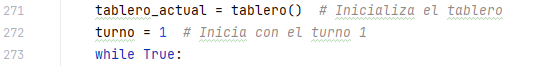 271 tablero_actual = tablero()  # Inicializa el tablero
272 turno = 1  # Inicia con el turno 1
273 while True: